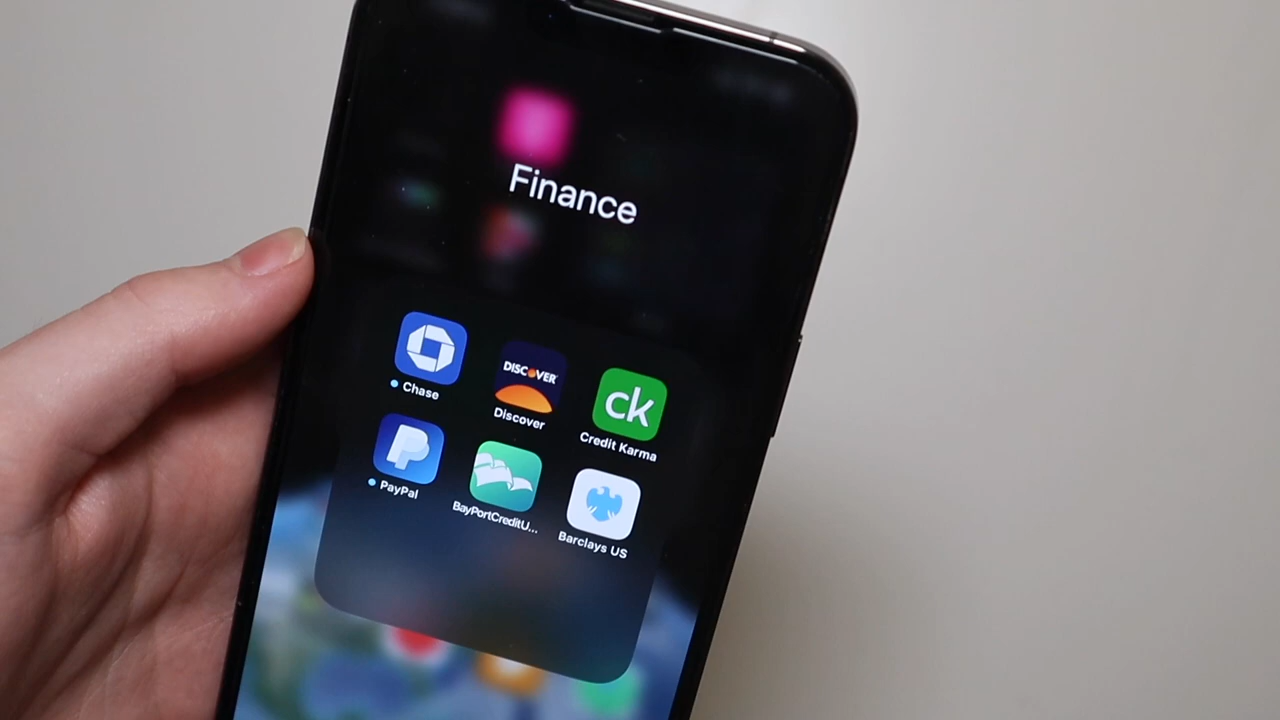 Finance
DISCOVER
ck
Chase
Discover
Credit Karma
PayPal
BayPortCreditU...
Barclays US